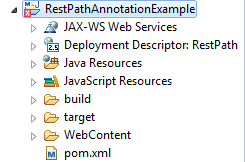 RestPathAnnotationExample
JAX-WS Web Services
Deployment Descriptor: RestPath
Java Resources
JavaScript Resources
build
target
WebContent
pom.xml